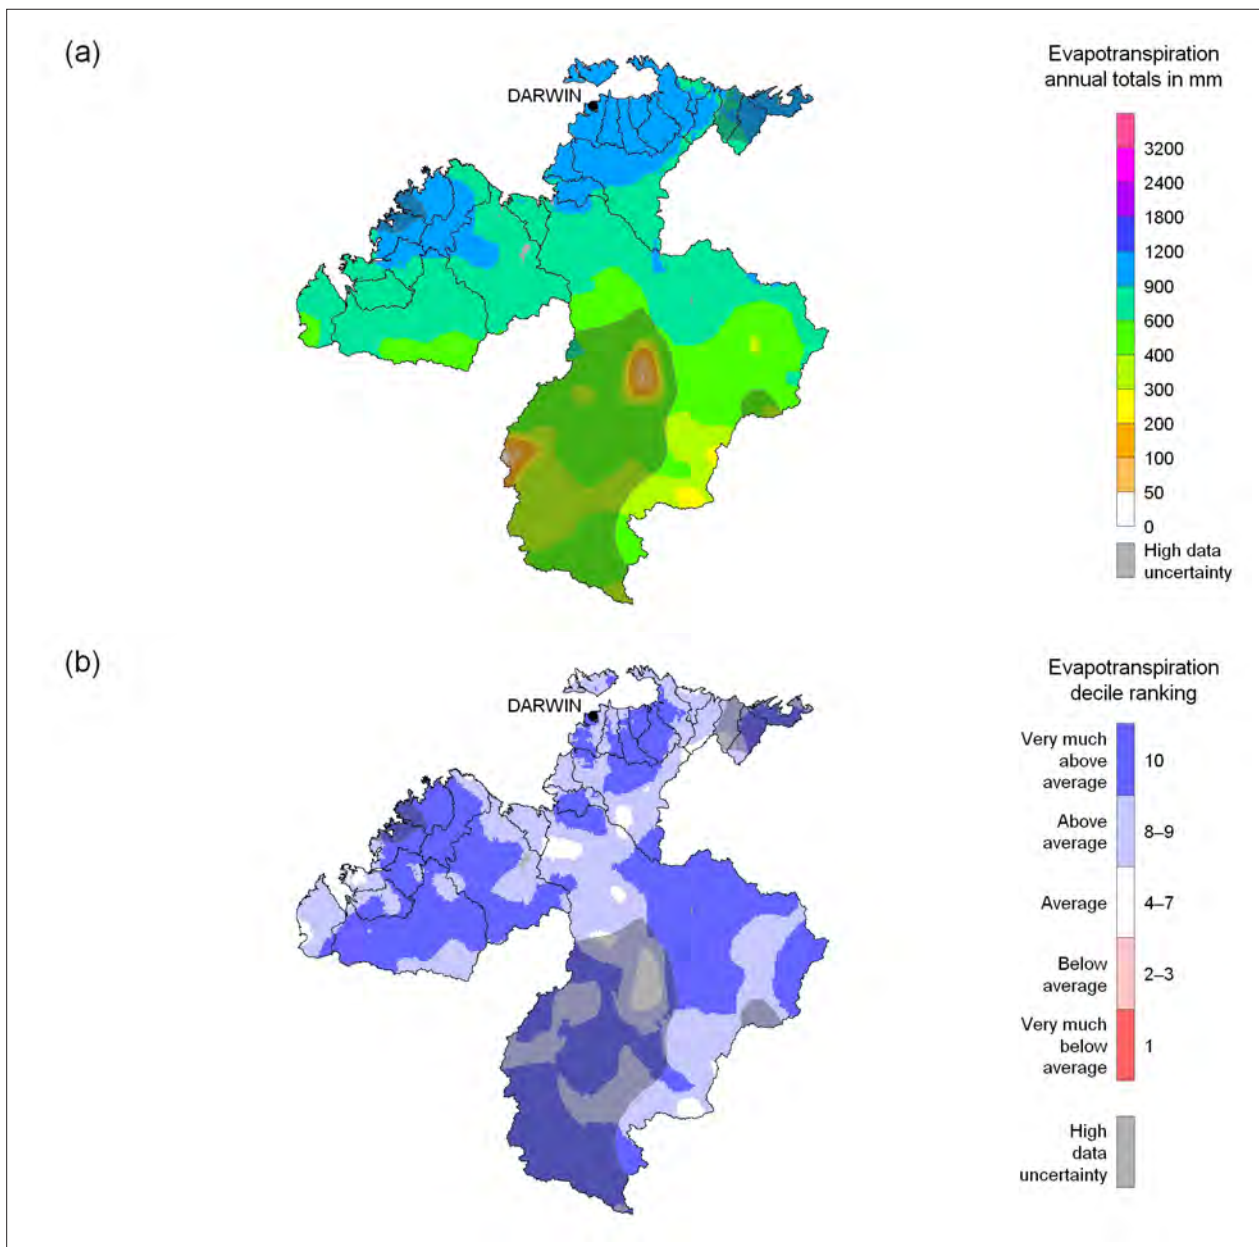 (a)
DARWIN
Evapotranspiration
annual totals in mm
3200
2400
1800
1200
900
600
400
300
200
100
50
0
High data
uncertainty
(b)
DARWIN
Evapotranspiration
decile ranking
Very much
above
average
10
Above
average
8–9
Average
4–7
Below
average
2–3
Very much
below
average
1
High
data
uncertainty